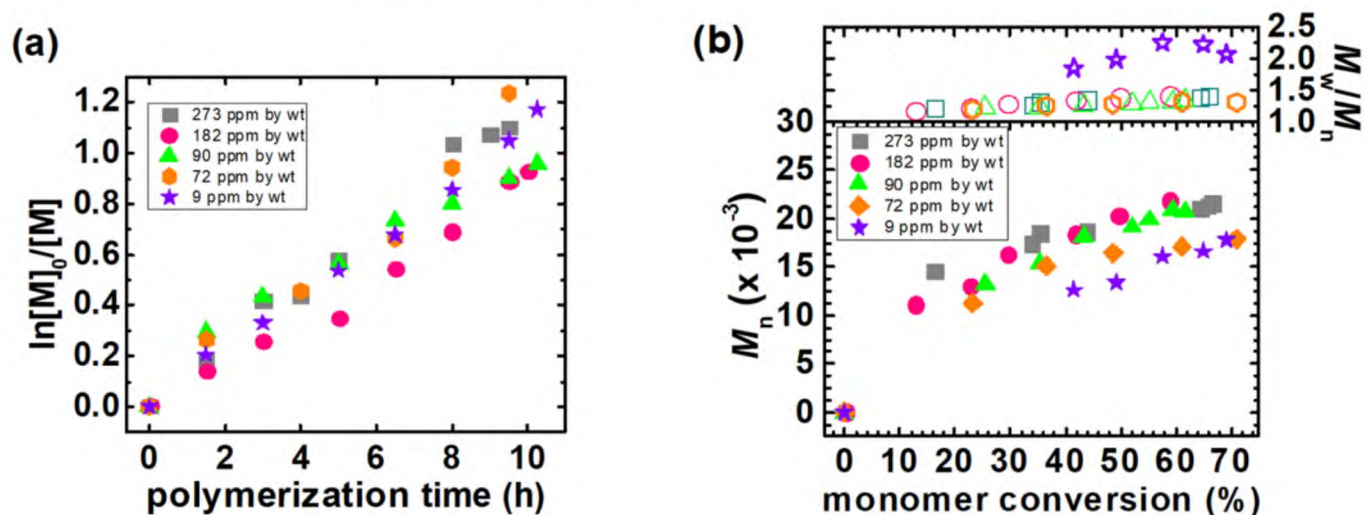 (a)
ln[M]₀/[M]
1.2
1.0
0.8
0.6
0.4
0.2
0.0
273 ppm by wt
182 ppm by wt
90 ppm by wt
72 ppm by wt
9 ppm by wt
0 2 4 6 8 10
polymerization time (h)
(b)
2.5
2.0
1.5
1.0
Mw/Mn
30
25
20
15
10
5
0
Mn (x 10⁻³)
273 ppm by wt
182 ppm by wt
90 ppm by wt
72 ppm by wt
9 ppm by wt
0 10 20 30 40 50 60 70
monomer conversion (%)